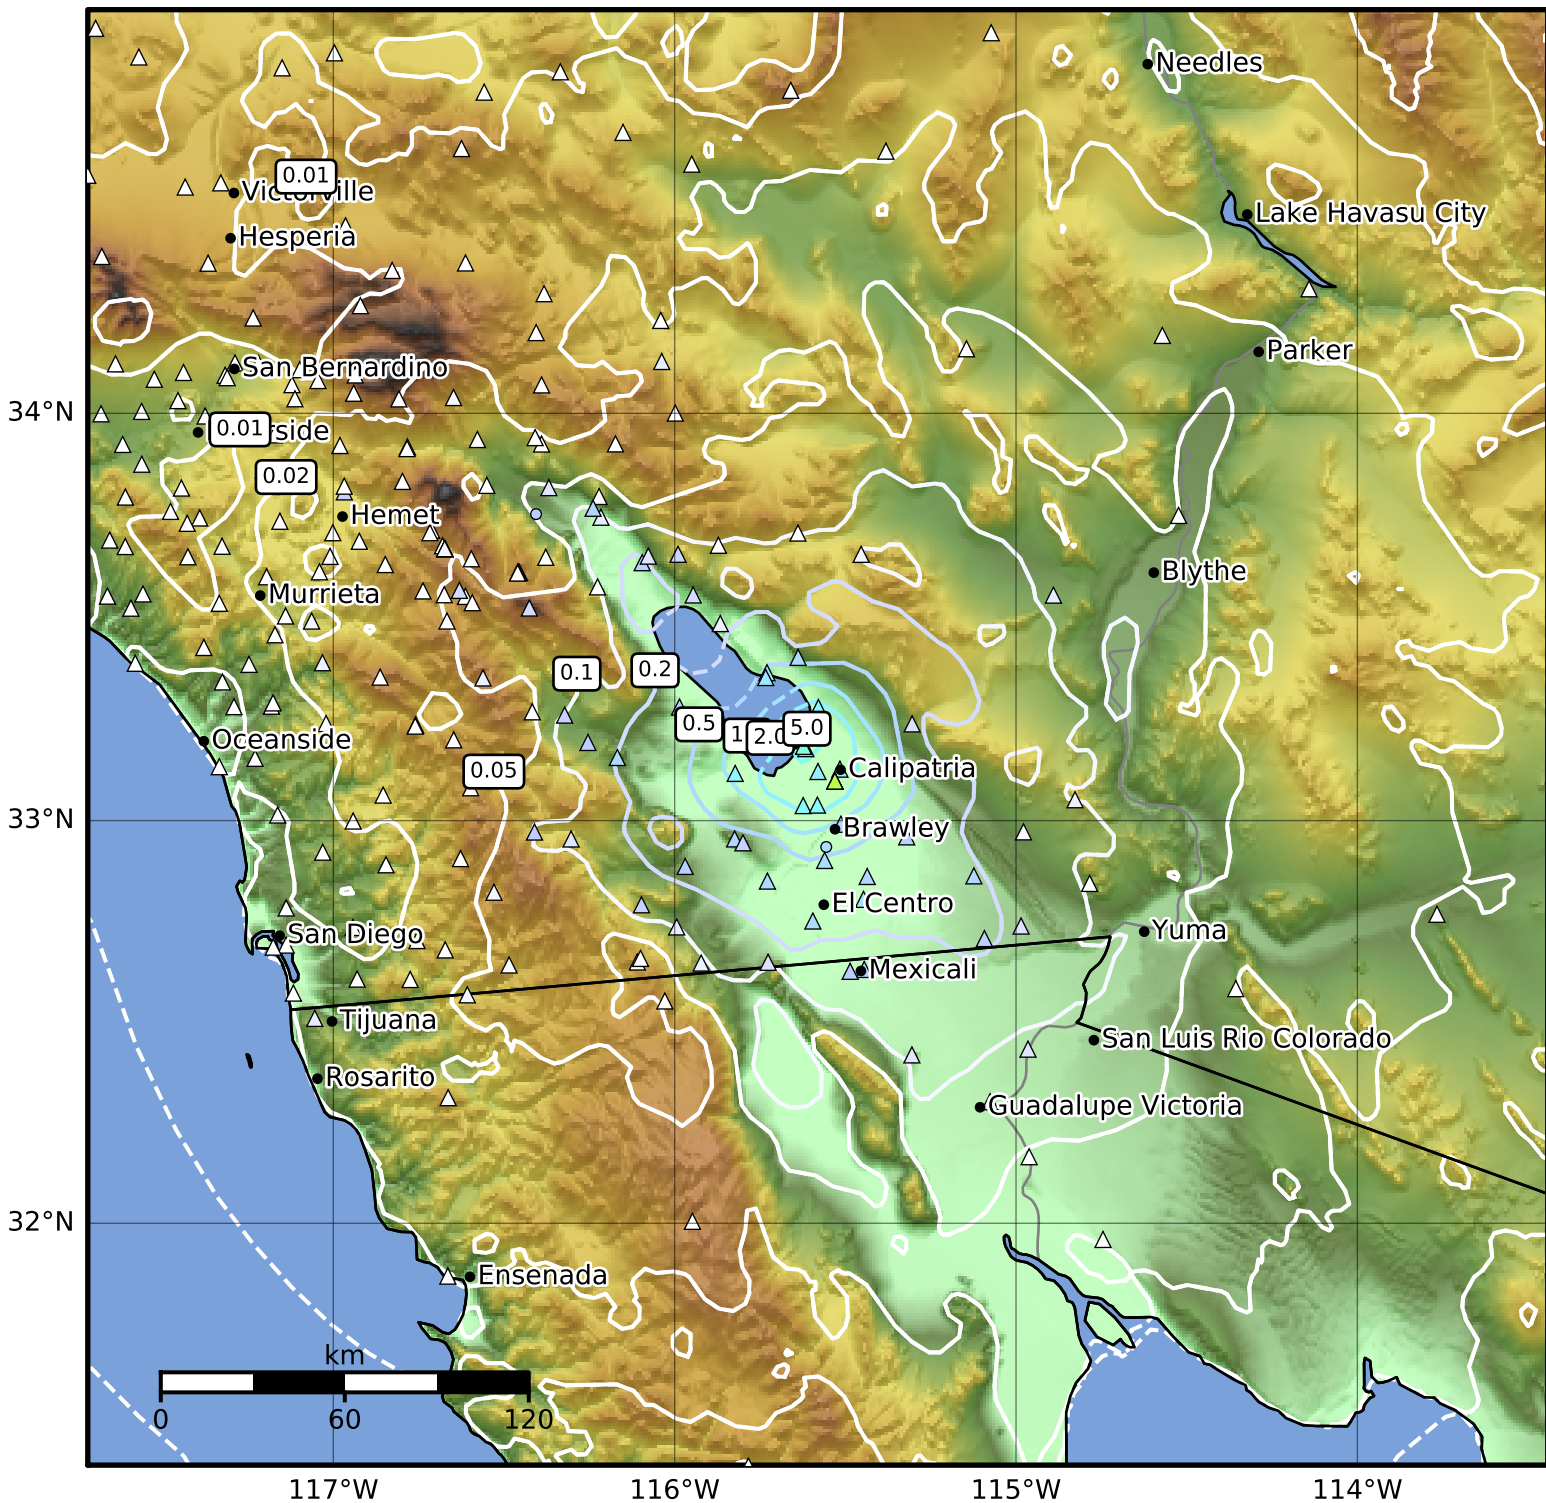 Needles
0.01
Victorville
Lake Havasu City
Hesperia
Parker
San Bernardino
34°N
0.01
0.02
Hemet
Blythe
Murrieta
0.1
0.2
0.5
2.0
5.0
Oceanside
0.05
Calipatria
33°N
Brawley
El Centro
San Diego
Yuma
Mexicali
Tijuana
San Luis Rio Colorado
Rosarito
Guadalupe Victoria
32°N
Ensenada
km
0
60
120
117°W
116°W
115°W
114°W